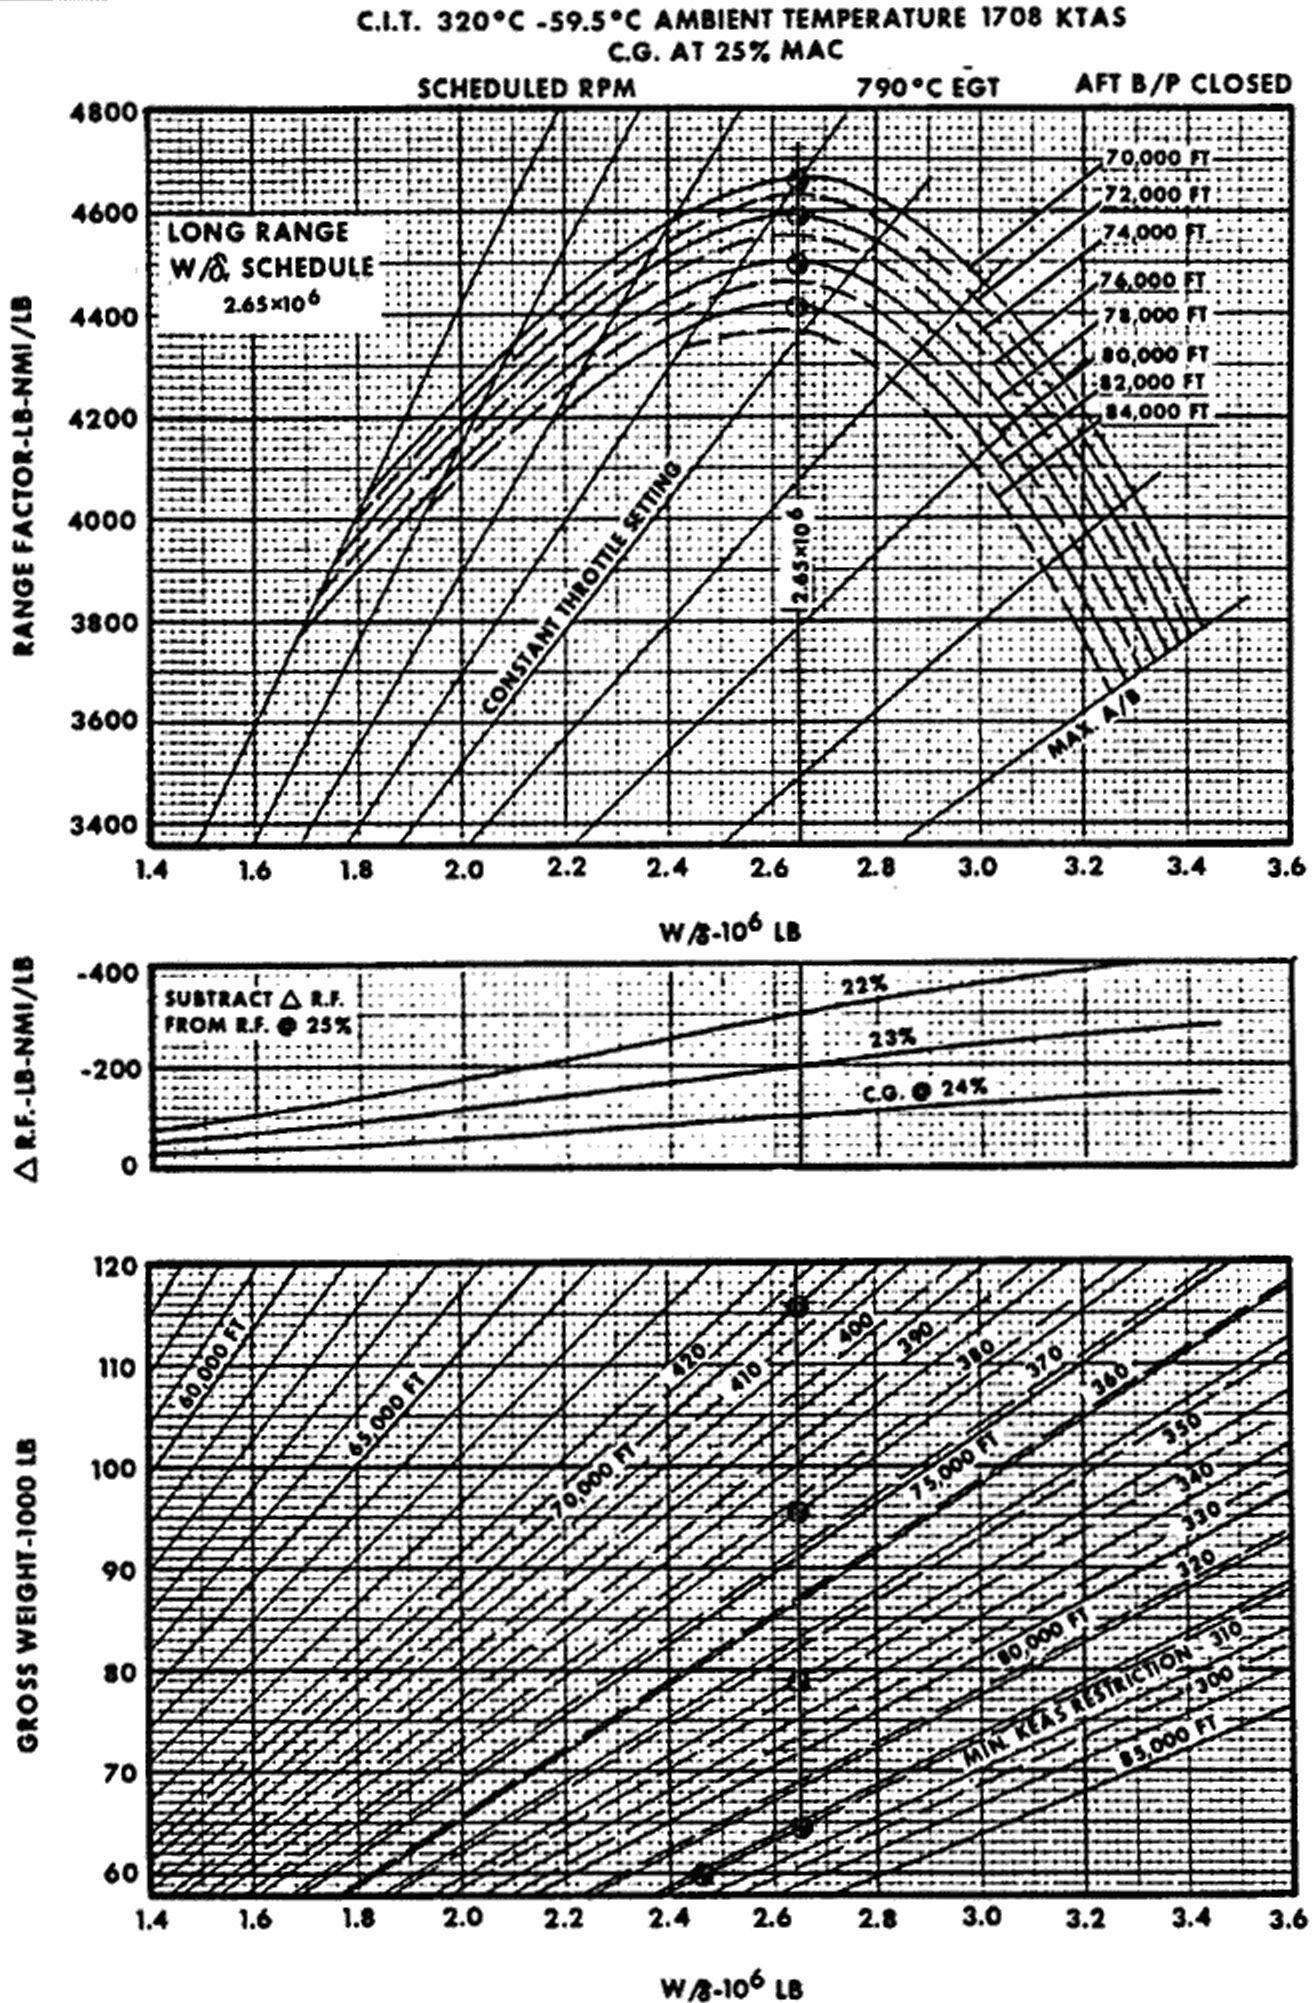 C.I.T. 320°C -59.5°C AMBIENT TEMPERATURE 1708 KTAS
C.G. AT 25% MAC
SCHEDULED RPM 790°C EGT AFT B/P CLOSED
4800
4600
4400
4200
4000
3800
3600
3400
RANGE FACTOR-LB-NMI/LB
LONG RANGE
W/δ SCHEDULE
2.65×10⁶
70,000 FT
72,000 FT
74,000 FT
76,000 FT
78,000 FT
80,000 FT
82,000 FT
84,000 FT
CONSTANT THROTTLE SETTING
2.65×10⁶
MAX. A/B
1.4 1.6 1.8 2.0 2.2 2.4 2.6 2.8 3.0 3.2 3.4 3.6
W/δ-10⁶ LB
-400
-200
0
△ R.F.-LB-NMI/LB
SUBTRACT △ R.F.
FROM R.F. @ 25%
22%
23%
C.G. @ 24%
120
110
100
90
80
70
60
GROSS WEIGHT-1000 LB
60,000 FT
65,000 FT
70,000 FT
75,000 FT
80,000 FT
85,000 FT
420
410
400
390
380
370
360
350
340
330
320
MIN. KEAS RESTRICTION 310
300
1.4 1.6 1.8 2.0 2.2 2.4 2.6 2.8 3.0 3.2 3.4 3.6
W/δ-10⁶ LB